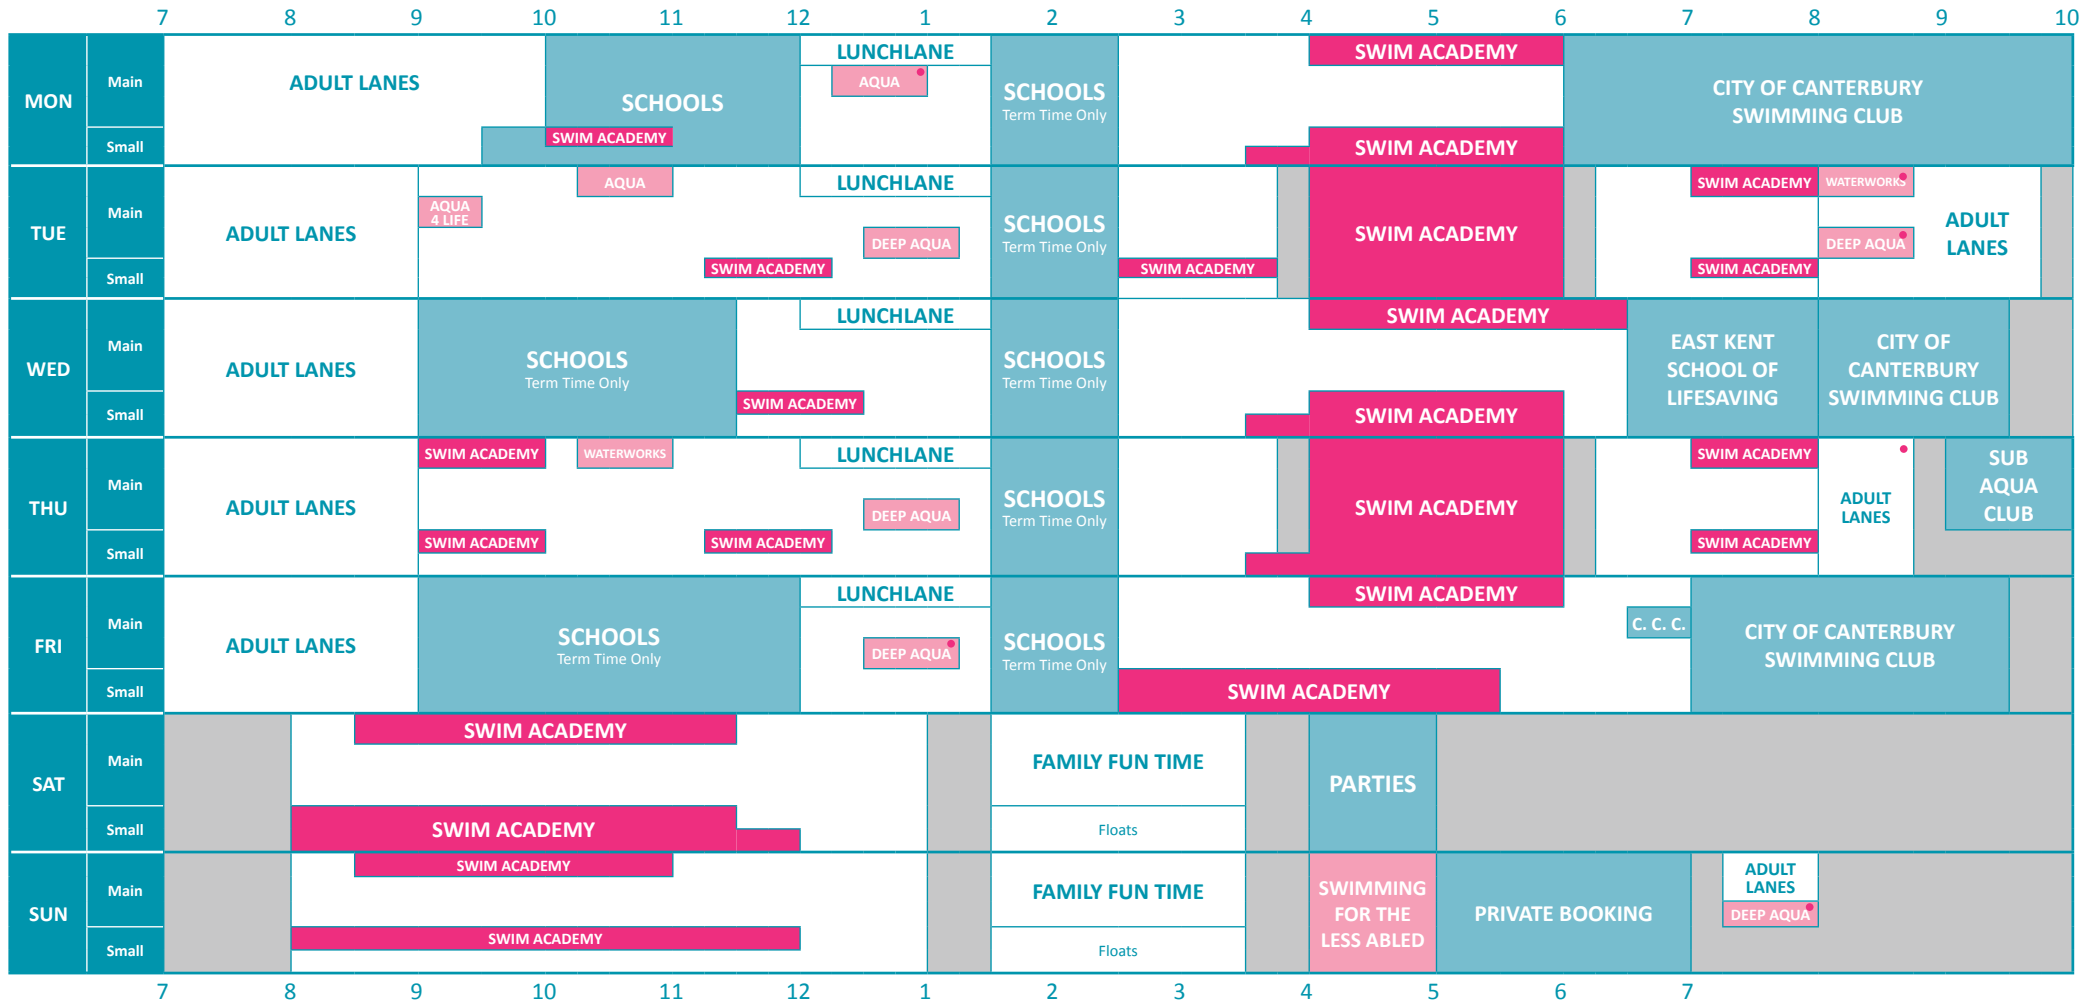 7 8 9 10 11 12 1 2 3 4 5 6 7 8 9 10
MON
Main
Small
ADULT LANES
SCHOOLS
SWIM ACADEMY
LUNCHLANE
AQUA
SCHOOLS
Term Time Only
SWIM ACADEMY
SWIM ACADEMY
CITY OF CANTERBURY
SWIMMING CLUB
TUE
Main
Small
ADULT LANES
AQUA
4 LIFE
AQUA
SWIM ACADEMY
LUNCHLANE
DEEP AQUA
SCHOOLS
Term Time Only
SWIM ACADEMY
SWIM ACADEMY
SWIM ACADEMY
SWIM ACADEMY
WATERWORKS
DEEP AQUA
ADULT
LANES
WED
Main
Small
ADULT LANES
SCHOOLS
Term Time Only
SWIM ACADEMY
LUNCHLANE
SCHOOLS
Term Time Only
SWIM ACADEMY
SWIM ACADEMY
EAST KENT
SCHOOL OF
LIFESAVING
CITY OF
CANTERBURY
SWIMMING CLUB
THU
Main
Small
ADULT LANES
SWIM ACADEMY
SWIM ACADEMY
WATERWORKS
SWIM ACADEMY
LUNCHLANE
DEEP AQUA
SCHOOLS
Term Time Only
SWIM ACADEMY
SWIM ACADEMY
SWIM ACADEMY
ADULT
LANES
SUB
AQUA
CLUB
FRI
Main
Small
ADULT LANES
SCHOOLS
Term Time Only
LUNCHLANE
DEEP AQUA
SCHOOLS
Term Time Only
SWIM ACADEMY
SWIM ACADEMY
C. C. C.
CITY OF CANTERBURY
SWIMMING CLUB
SAT
Main
Small
SWIM ACADEMY
SWIM ACADEMY
FAMILY FUN TIME
Floats
PARTIES
SUN
Main
Small
SWIM ACADEMY
SWIM ACADEMY
FAMILY FUN TIME
Floats
SWIMMING
FOR THE
LESS ABLED
PRIVATE BOOKING
ADULT
LANES
DEEP AQUA
7 8 9 10 11 12 1 2 3 4 5 6 7